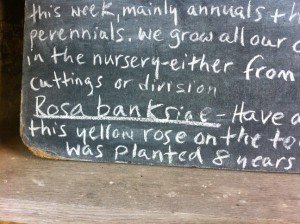 this week, mainly annuals +
perennials. We grow all our
in the nursery - either from
cuttings or division
Rosa banksiae - Have a
this yellow rose on the to
was planted 8 years